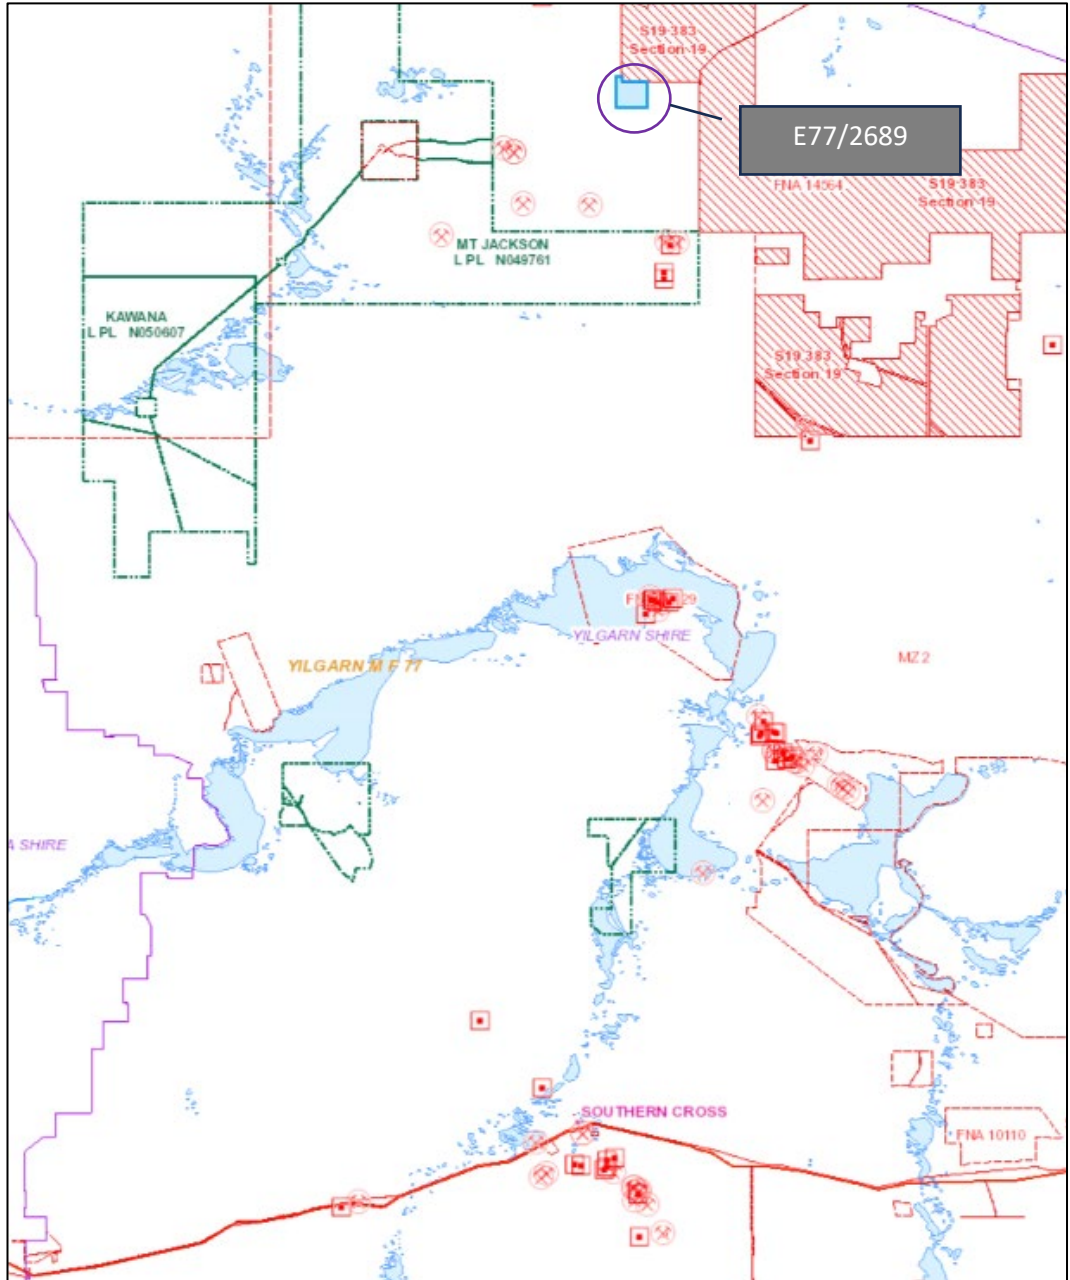 S19 383
Section 19
E77/2689
FNA 14564
S19 383
Section 19
MT JACKSON
L PL N049761
KAWANA
L PL N050607
S19 383
Section 19
29
YILGARN SHIRE
YILGARN M F 77
MZ 2
A SHIRE
SOUTHERN CROSS
FNA 10110